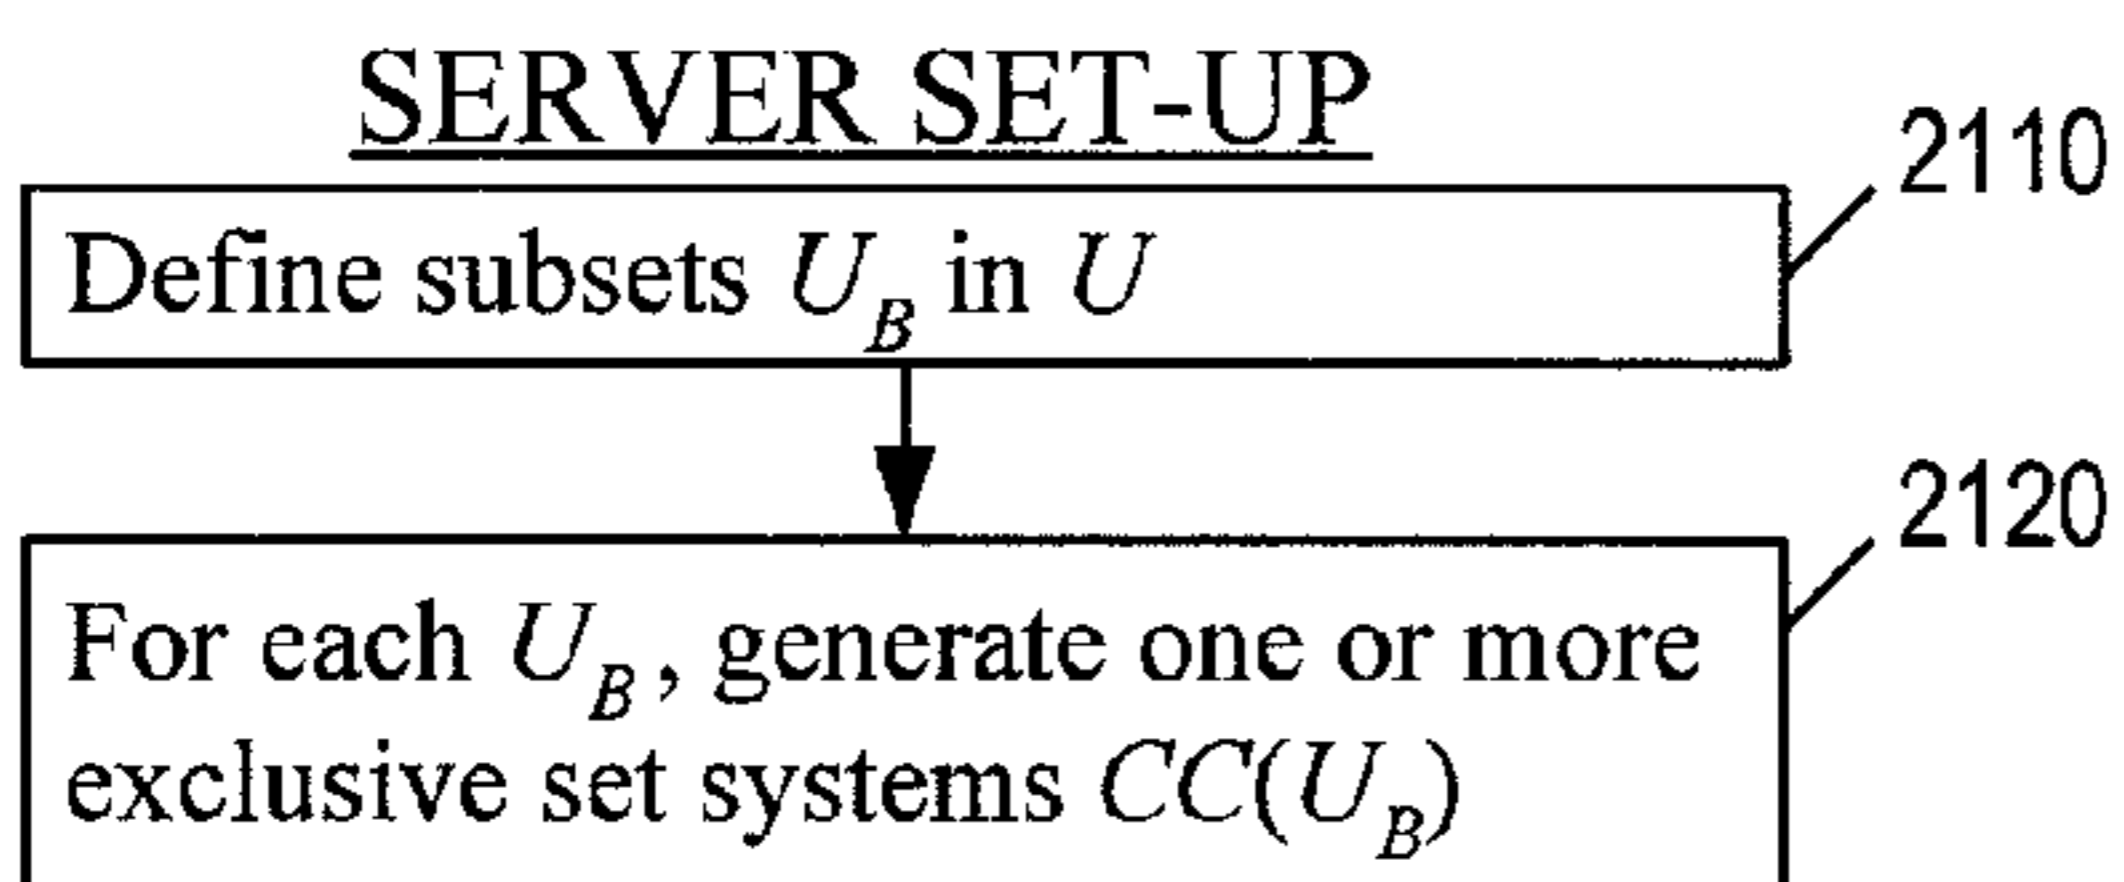 SERVER SET-UP
2110
Define subsets U_B in U
2120
For each U_B, generate one or more
exclusive set systems CC(U_B)